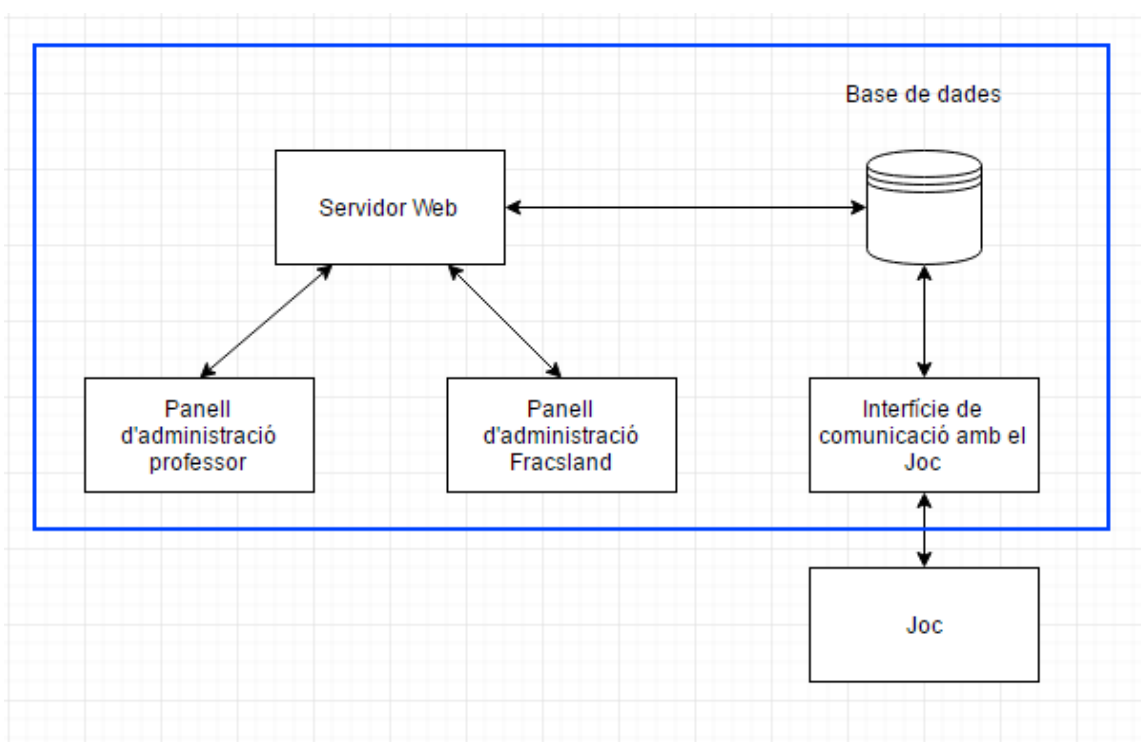 Base de dades
Servidor Web
Panell
d'administració
professor
Panell
d'administració
Fracsland
Interfície de
comunicació amb el
Joc
Joc